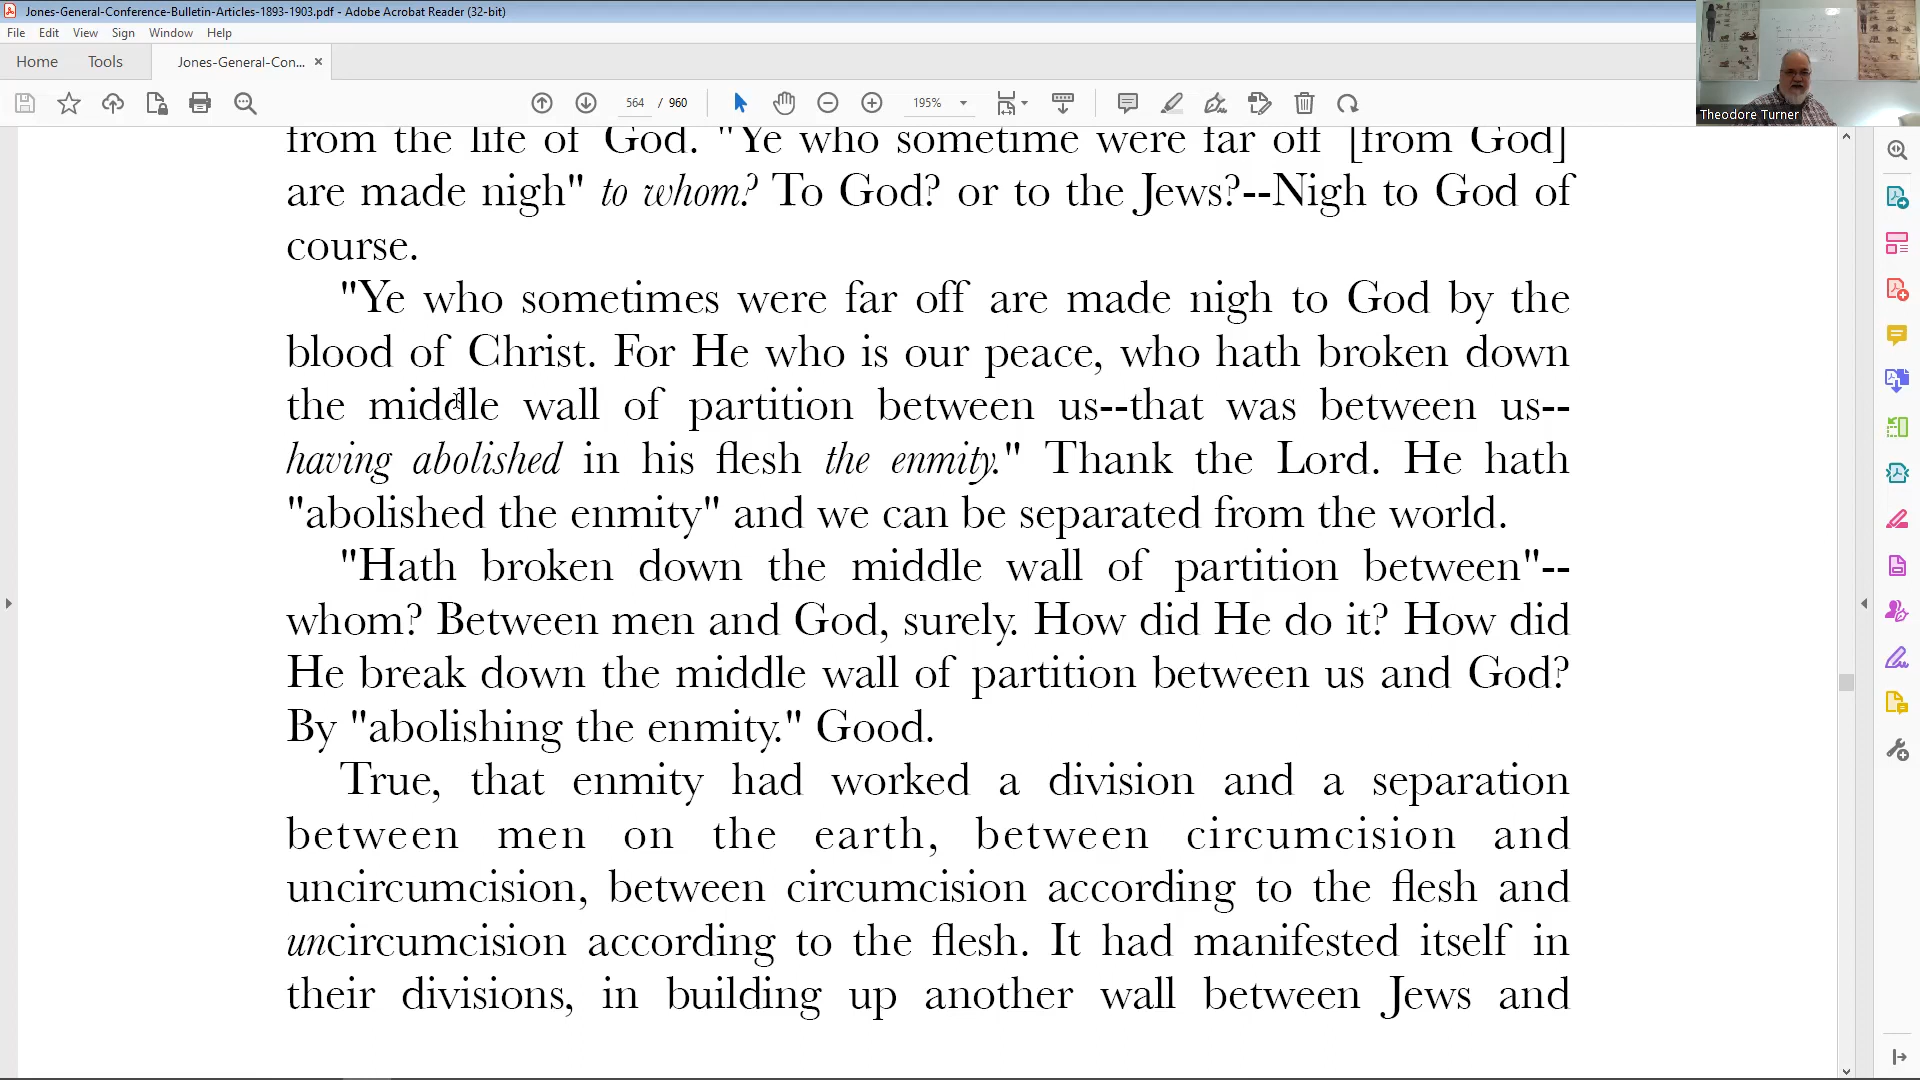 Jones-General-Conference-Bulletin-Articles-1893-1903.pdf - Adobe Acrobat Reader (32-bit)
File Edit View Sign Window Help
Home Tools Jones-General-Con... ×
564 / 960 195%
Theodore Turner
from the life of God. "Ye who sometime were far off [from God]
are made nigh" to whom? To God? or to the Jews?--Nigh to God of
course.
"Ye who sometimes were far off are made nigh to God by the
blood of Christ. For He who is our peace, who hath broken down
the middle wall of partition between us--that was between us--
having abolished in his flesh the enmity." Thank the Lord. He hath
"abolished the enmity" and we can be separated from the world.
"Hath broken down the middle wall of partition between"--
whom? Between men and God, surely. How did He do it? How did
He break down the middle wall of partition between us and God?
By "abolishing the enmity." Good.
True, that enmity had worked a division and a separation
between men on the earth, between circumcision and
uncircumcision, between circumcision according to the flesh and
uncircumcision according to the flesh. It had manifested itself in
their divisions, in building up another wall between Jews and